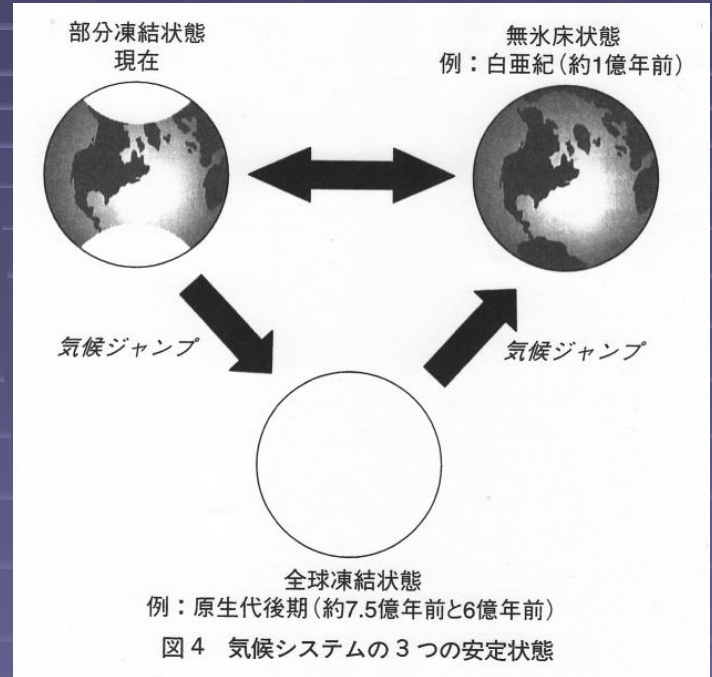 部分凍結状態
現在
無氷床状態
例：白亜紀（約1億年前）
気候ジャンプ
気候ジャンプ
全球凍結状態
例：原生代後期（約7.5億年前と6億年前）
図4　気候システムの3つの安定状態